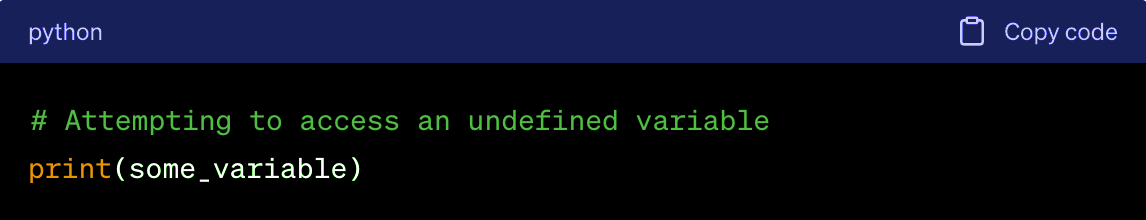 python
Copy code
# Attempting to access an undefined variable
print(some_variable)